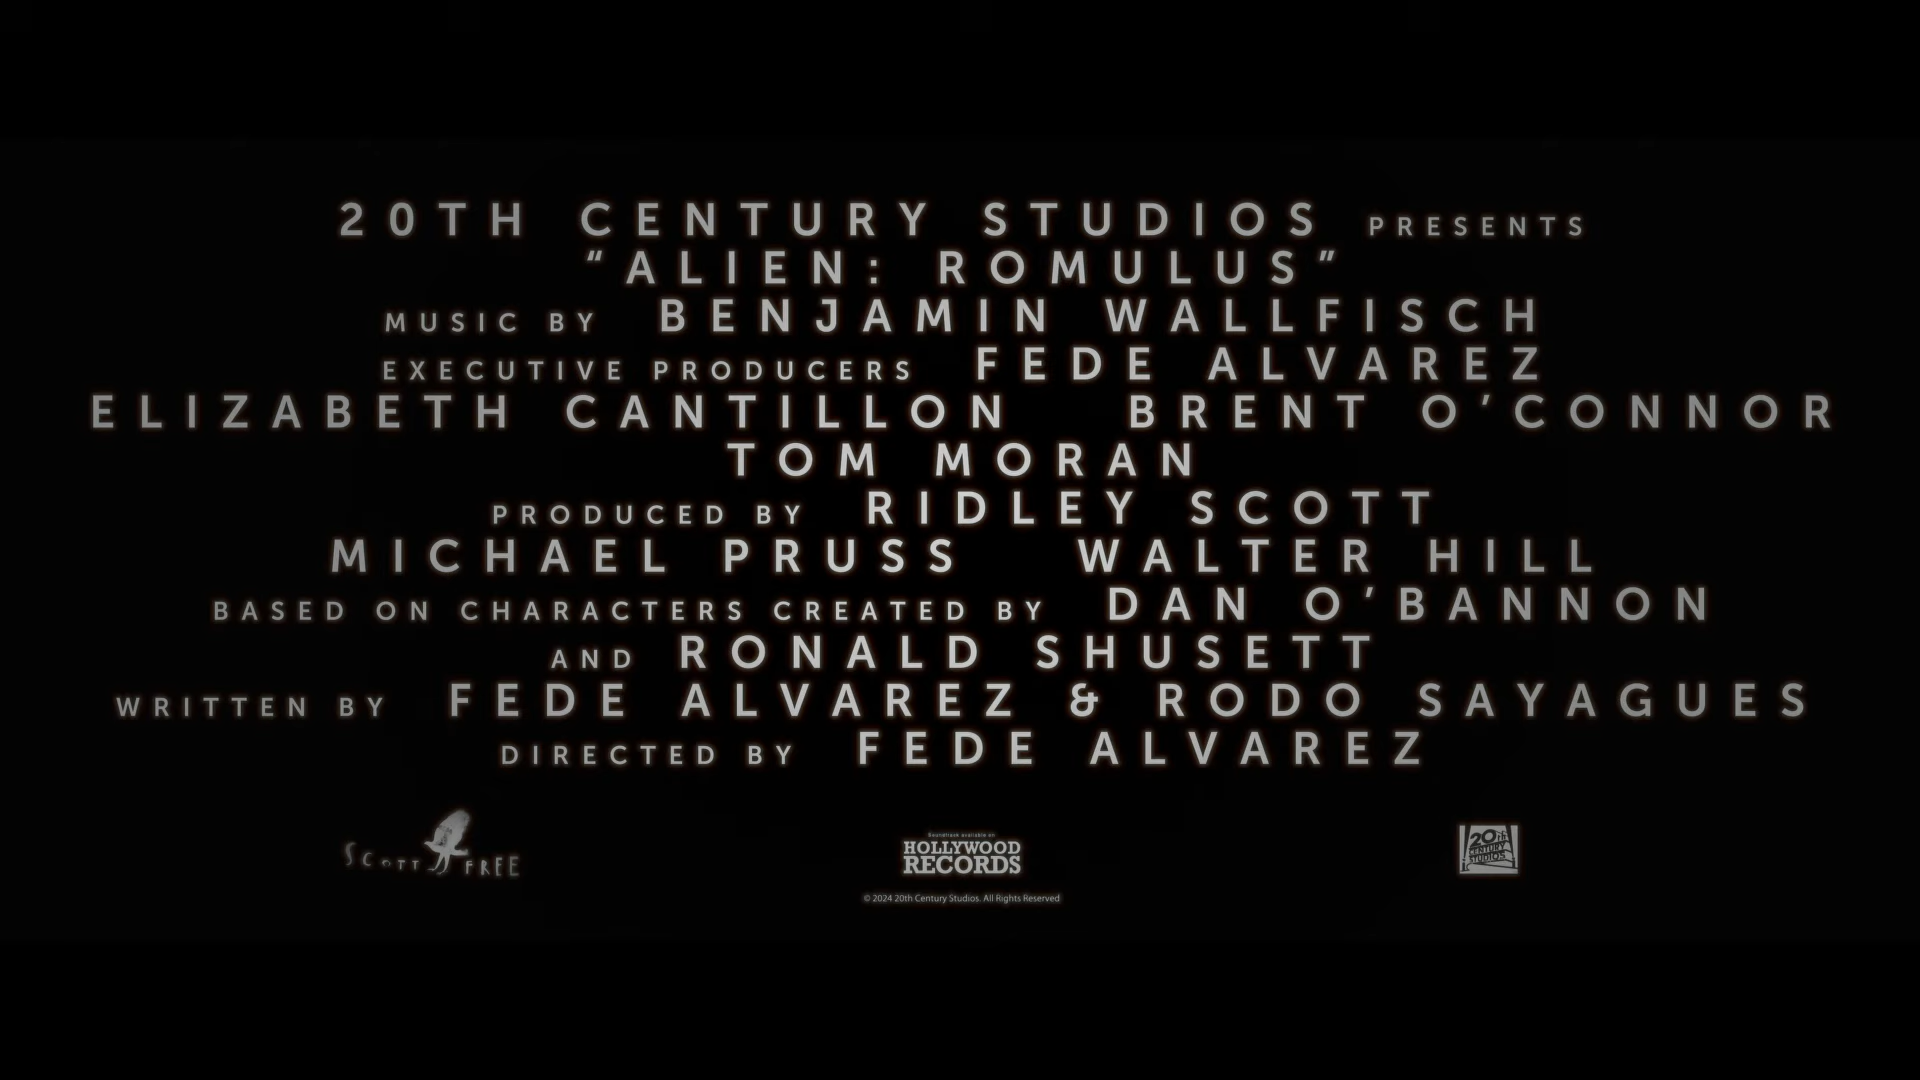 20TH CENTURY STUDIOS PRESENTS
“ALIEN: ROMULUS”
MUSIC BY BENJAMIN WALLFISCH
EXECUTIVE PRODUCERS FEDE ALVAREZ
ELIZABETH CANTILLON BRENT O’CONNOR
TOM MORAN
PRODUCED BY RIDLEY SCOTT
MICHAEL PRUSS WALTER HILL
BASED ON CHARACTERS CREATED BY DAN O’BANNON
AND RONALD SHUSETT
WRITTEN BY FEDE ALVAREZ & RODO SAYAGUES
DIRECTED BY FEDE ALVAREZ
SCOTT FREE
Soundtrack available on
HOLLYWOOD
RECORDS
20th
CENTURY
STUDIOS
© 2024 20th Century Studios. All Rights Reserved